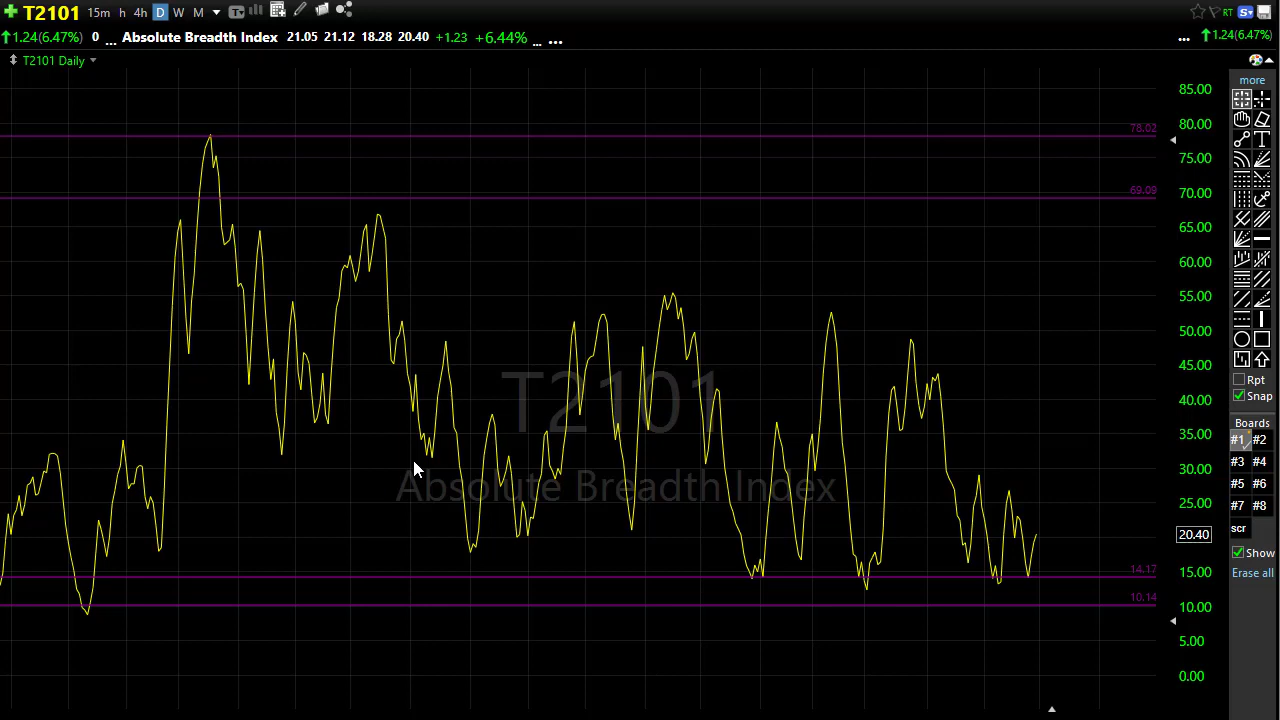 T2101 15m h 4h D W M T RT S
1.24(6.47%) 0 ... Absolute Breadth Index 21.05 21.12 18.28 20.40 +1.23 +6.44% ... ... ... 1.24(6.47%)
T2101 Daily
more
85.00
78.02
80.00
75.00
69.09
70.00
65.00
60.00
55.00
50.00
45.00
T2101
40.00
35.00
30.00
Absolute Breadth Index
25.00
20.40
14.17
15.00
10.14
10.00
5.00
0.00
T
Rpt
Snap
Boards
#1 #2
#3 #4
#5 #6
#7 #8
scr
Show
Erase all